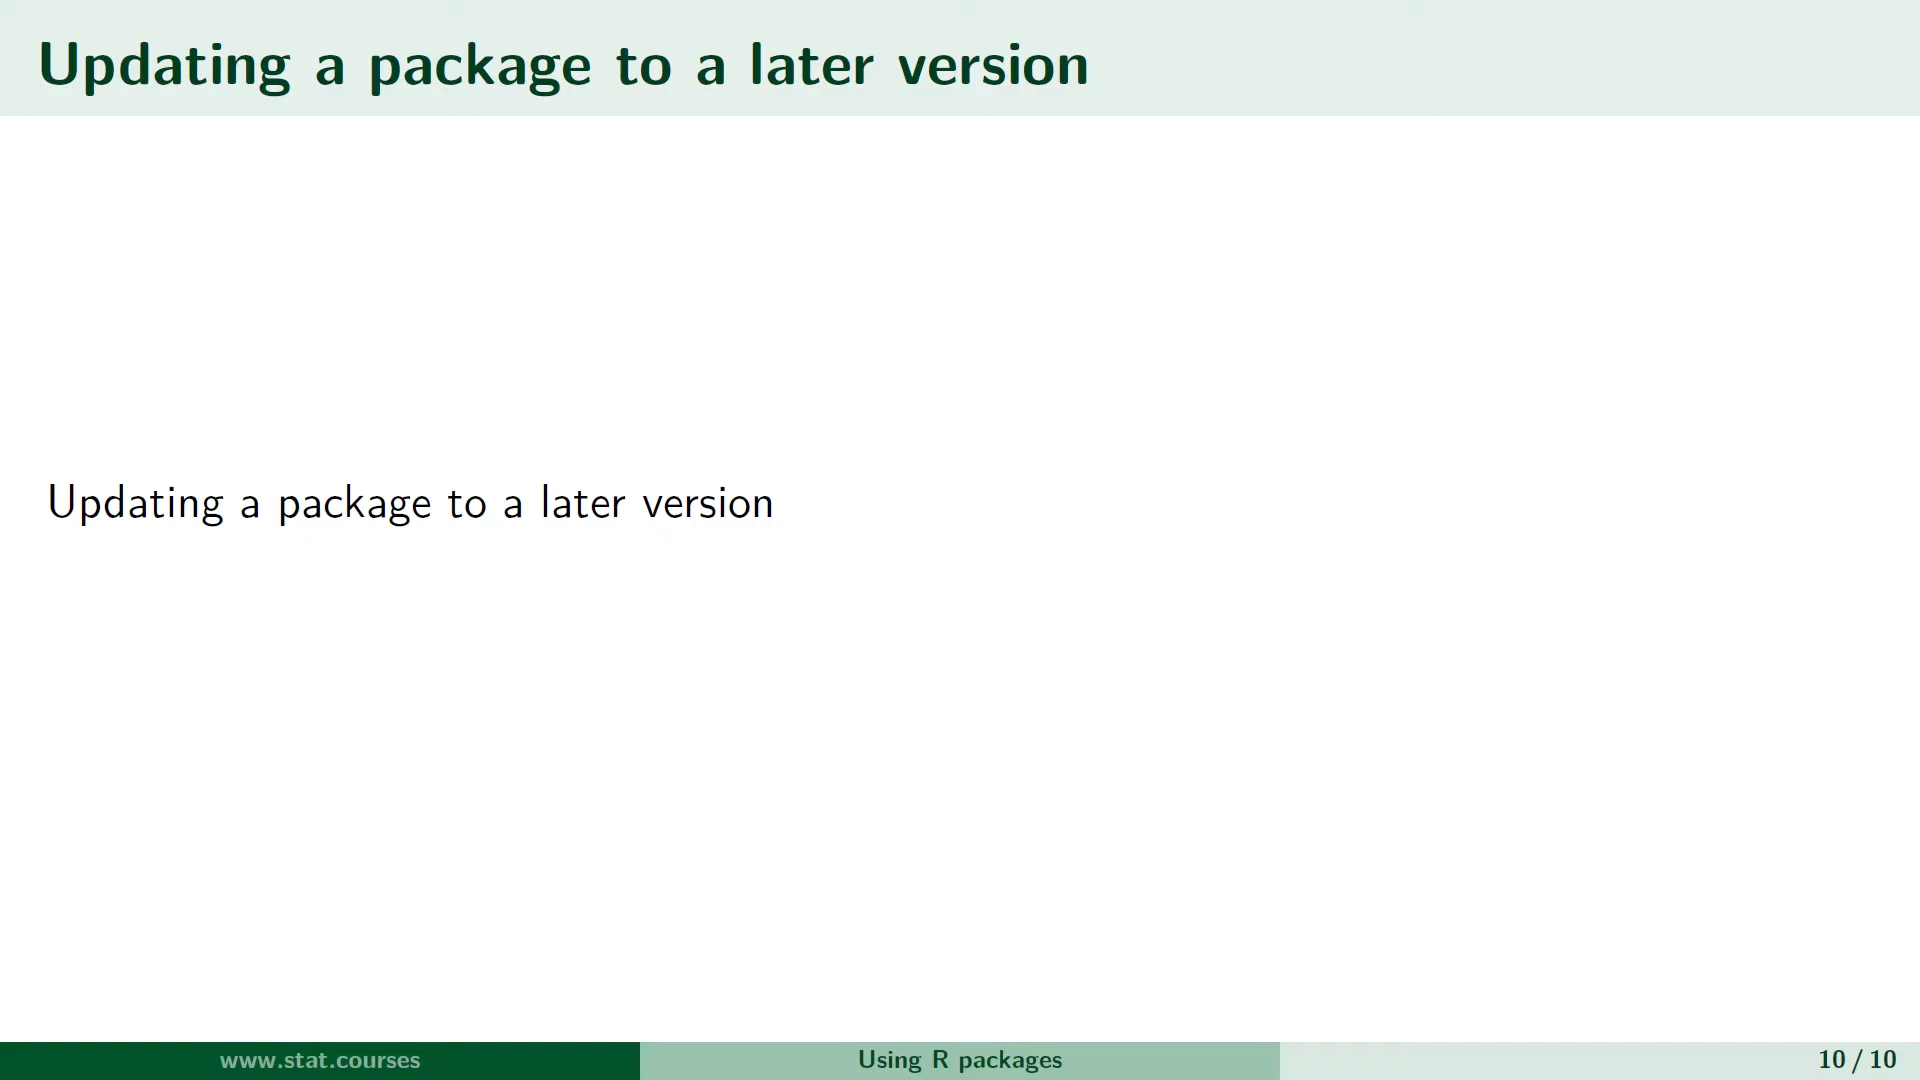 Updating a package to a later version
Updating a package to a later version
www.stat.courses
Using R packages
10 / 10